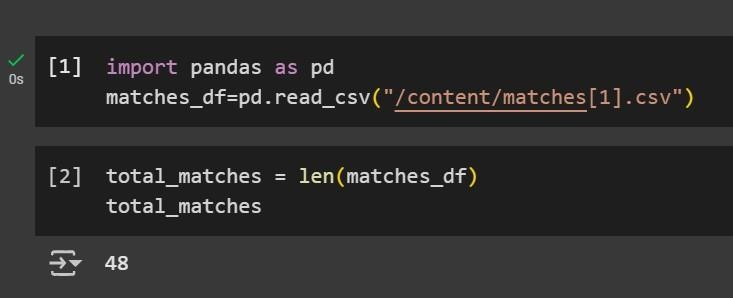 [1] import pandas as pd
0s matches_df=pd.read_csv("/content/matches[1].csv")
[2] total_matches = len(matches_df)
total_matches
48